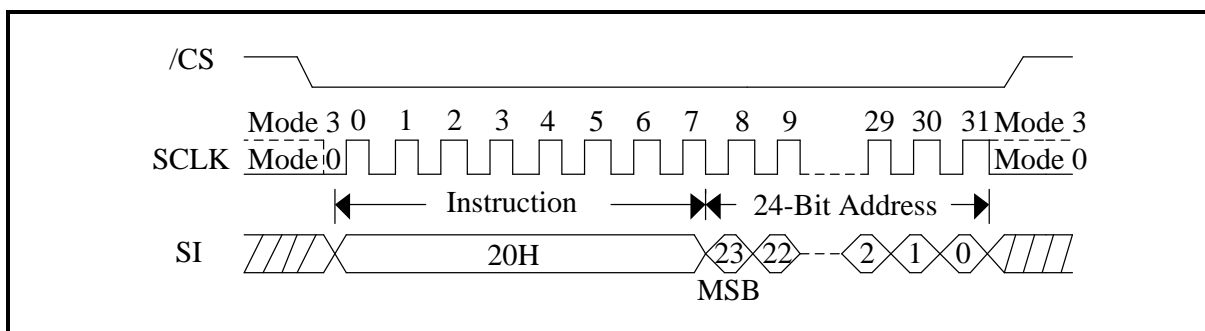 /CS
Mode 3 0 1 2 3 4 5 6 7 8 9 29 30 31 Mode 3
SCLK Mode 0 Mode 0
Instruction 24-Bit Address
SI 20H 23 22 2 1 0
MSB